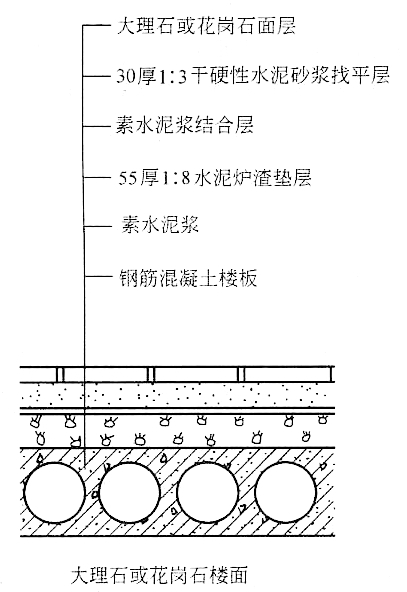 大理石或花岗石面层
30厚1:3干硬性水泥砂浆找平层
素水泥浆结合层
55厚1:8水泥炉渣垫层
素水泥浆
钢筋混凝土楼板
大理石或花岗石楼面